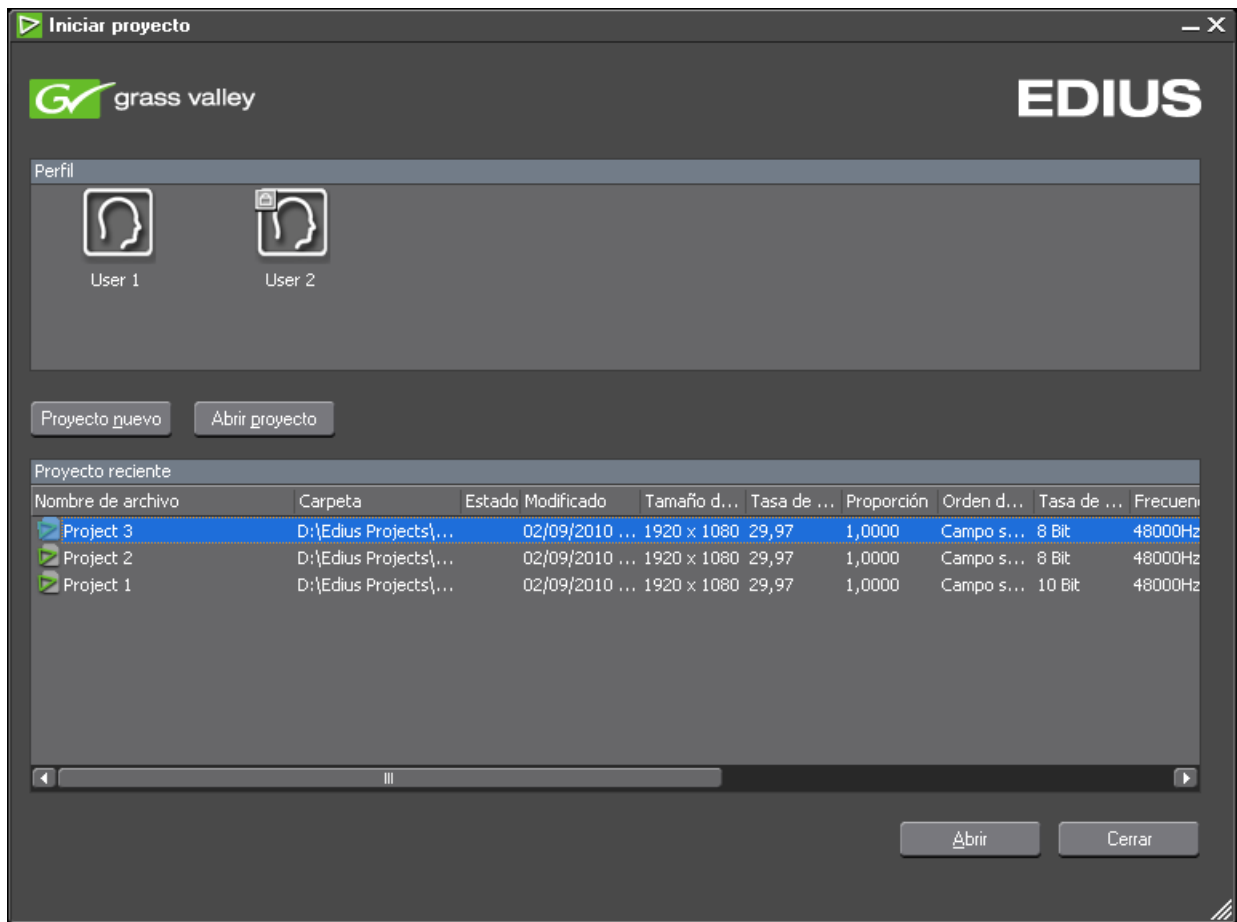 Iniciar proyecto
grass valley
EDIUS
Perfil
User 1 User 2
Proyecto nuevo Abrir proyecto
Proyecto reciente
Nombre de archivo Carpeta Estado Modificado Tamaño d... Tasa de ... Proporción Orden d... Tasa de ... Frecuen
Project 3 D:\Edius Projects\... 02/09/2010 ... 1920 x 1080 29,97 1,0000 Campo s... 8 Bit 48000Hz
Project 2 D:\Edius Projects\... 02/09/2010 ... 1920 x 1080 29,97 1,0000 Campo s... 8 Bit 48000Hz
Project 1 D:\Edius Projects\... 02/09/2010 ... 1920 x 1080 29,97 1,0000 Campo s... 10 Bit 48000Hz
Abrir Cerrar